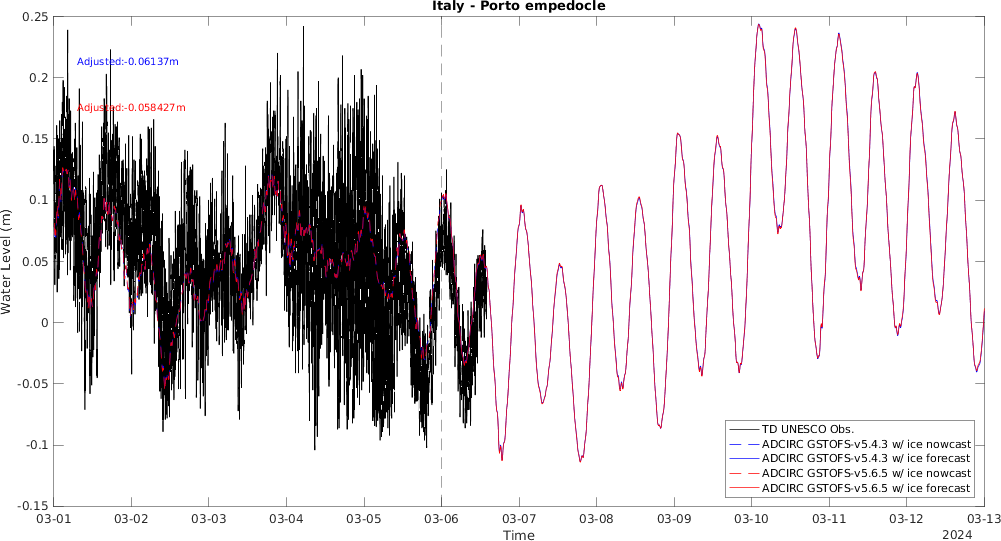 Italy - Porto empedocle
Adjusted:-0.06137m
Adjusted:-0.058427m
Water Level (m)
0.25
0.2
0.15
0.1
0.05
0
-0.05
-0.1
-0.15
TD UNESCO Obs.
ADCIRC GSTOFS-v5.4.3 w/ ice nowcast
ADCIRC GSTOFS-v5.4.3 w/ ice forecast
ADCIRC GSTOFS-v5.6.5 w/ ice nowcast
ADCIRC GSTOFS-v5.6.5 w/ ice forecast
03-01 03-02 03-03 03-04 03-05 03-06 03-07 03-08 03-09 03-10 03-11 03-12 03-13
Time
2024